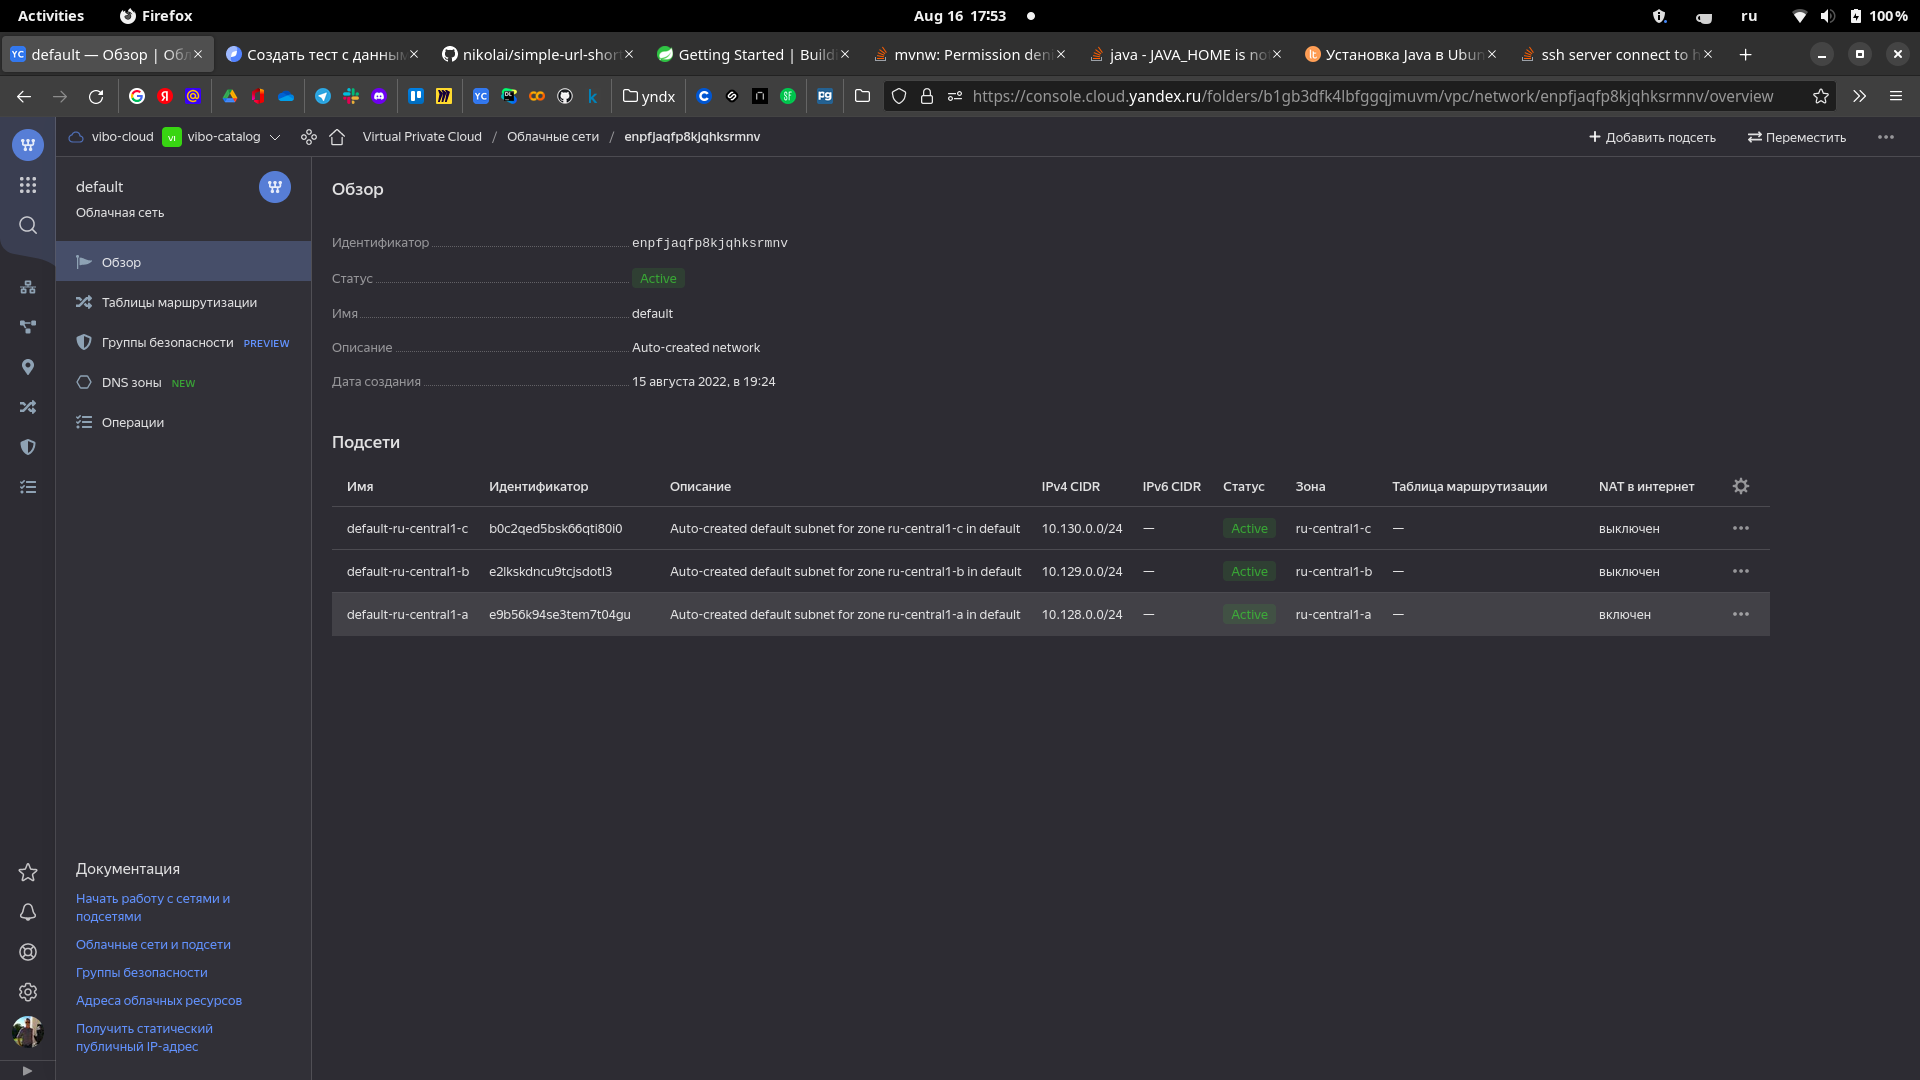 Activities
Firefox
Aug 16 17:53
ru
100 %
default — Обзор | Обл
Создать тест с данным
nikolai/simple-url-short
Getting Started | Buildi
mvnw: Permission deni
java - JAVA_HOME is not
Установка Java в Ubun
ssh server connect to h
yndx
https://console.cloud.yandex.ru/folders/b1gb3dfk4lbfggqjmuvm/vpc/network/enpfjaqfp8kjqhksrmnv/overview
vibo-cloud
VI
vibo-catalog
Virtual Private Cloud / Облачные сети / enpfjaqfp8kjqhksrmnv
Добавить подсеть
Переместить
default
Облачная сеть
Обзор
Таблицы маршрутизации
Группы безопасности PREVIEW
DNS зоны NEW
Операции
Обзор
Идентификатор enpfjaqfp8kjqhksrmnv
Статус Active
Имя default
Описание Auto-created network
Дата создания 15 августа 2022, в 19:24
Подсети
Имя Идентификатор Описание IPv4 CIDR IPv6 CIDR Статус Зона Таблица маршрутизации NAT в интернет
default-ru-central1-c b0c2qed5bsk66qti80i0 Auto-created default subnet for zone ru-central1-c in default 10.130.0.0/24 — Active ru-central1-c — выключен
default-ru-central1-b e2lkskdncu9tcjsdotl3 Auto-created default subnet for zone ru-central1-b in default 10.129.0.0/24 — Active ru-central1-b — выключен
default-ru-central1-a e9b56k94se3tem7t04gu Auto-created default subnet for zone ru-central1-a in default 10.128.0.0/24 — Active ru-central1-a — включен
Документация
Начать работу с сетями и
подсетями
Облачные сети и подсети
Группы безопасности
Адреса облачных ресурсов
Получить статический
публичный IP-адрес